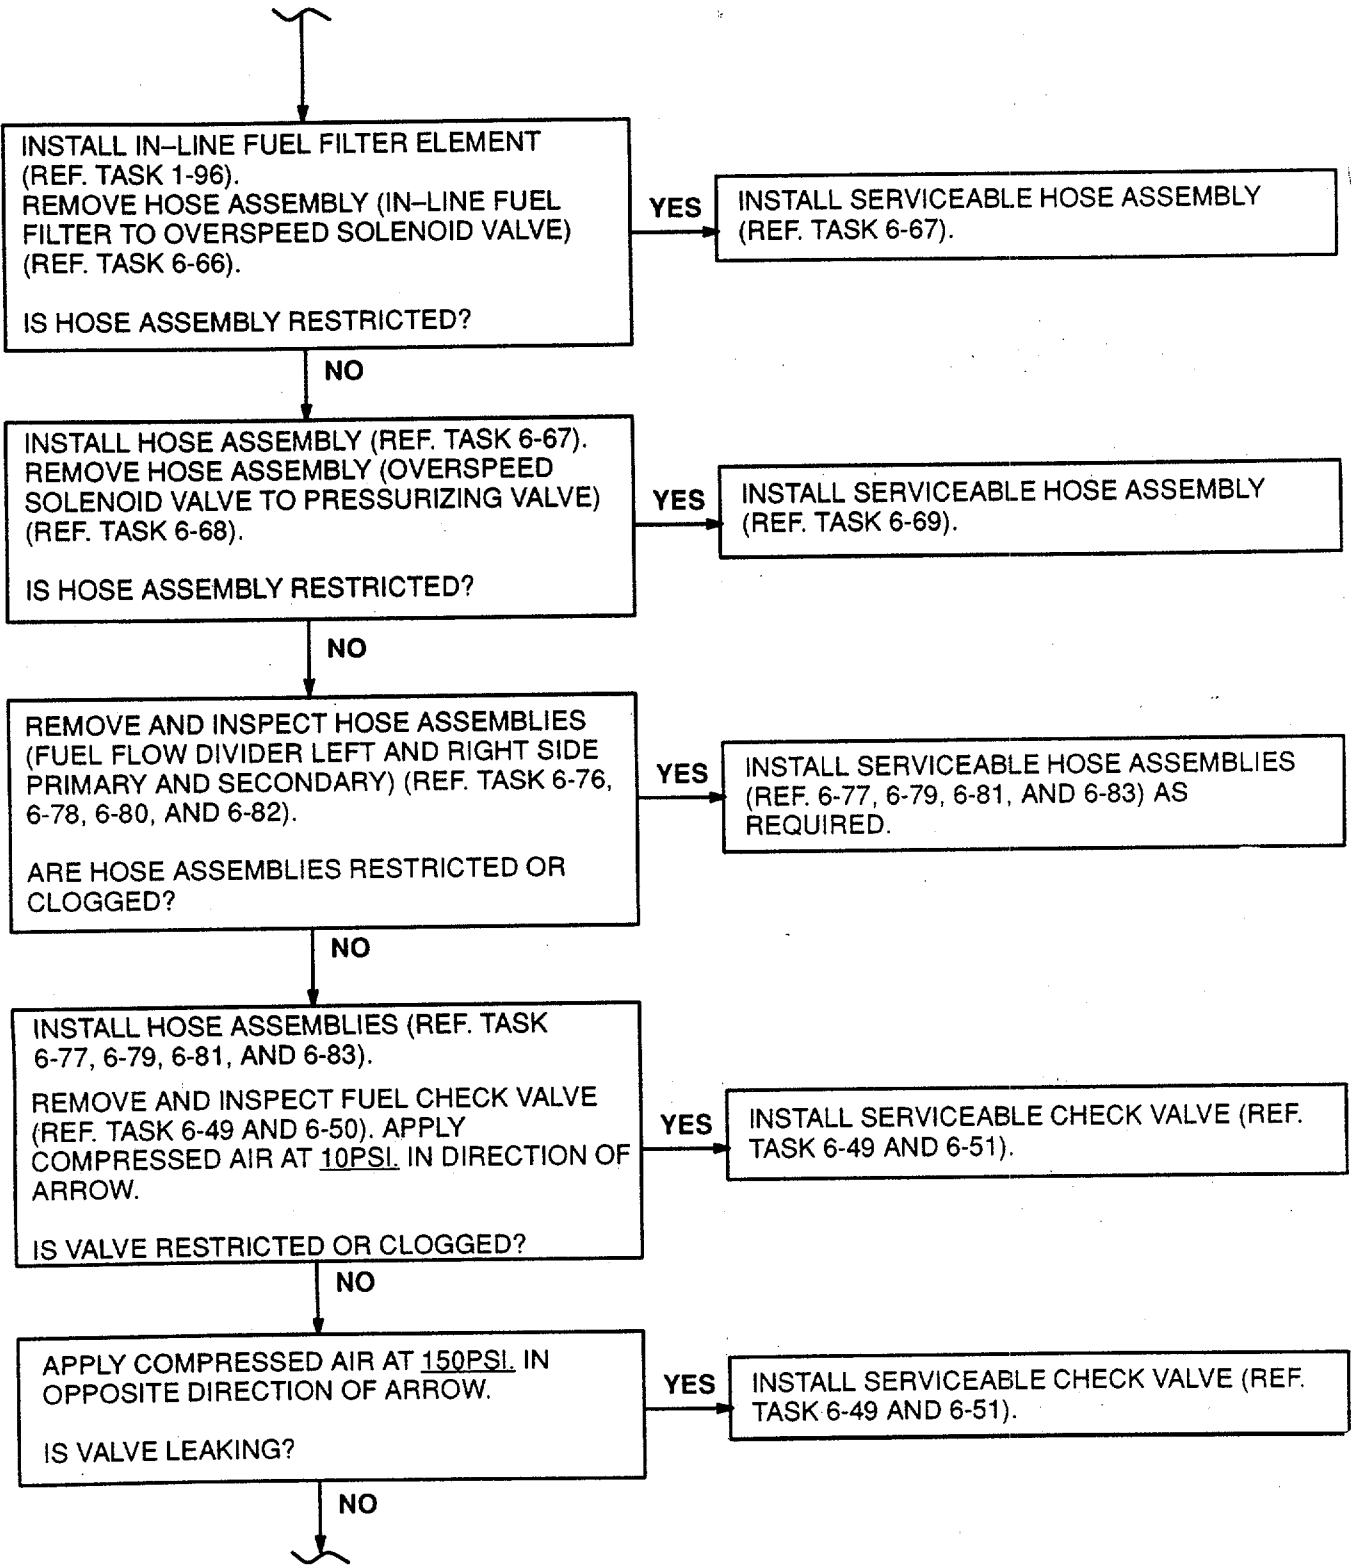 INSTALL IN–LINE FUEL FILTER ELEMENT
(REF. TASK 1-96).
REMOVE HOSE ASSEMBLY (IN–LINE FUEL
FILTER TO OVERSPEED SOLENOID VALVE)
(REF. TASK 6-66).
IS HOSE ASSEMBLY RESTRICTED?
YES
INSTALL SERVICEABLE HOSE ASSEMBLY
(REF. TASK 6-67).
NO
INSTALL HOSE ASSEMBLY (REF. TASK 6-67).
REMOVE HOSE ASSEMBLY (OVERSPEED
SOLENOID VALVE TO PRESSURIZING VALVE)
(REF. TASK 6-68).
IS HOSE ASSEMBLY RESTRICTED?
YES
INSTALL SERVICEABLE HOSE ASSEMBLY
(REF. TASK 6-69).
NO
REMOVE AND INSPECT HOSE ASSEMBLIES
(FUEL FLOW DIVIDER LEFT AND RIGHT SIDE
PRIMARY AND SECONDARY) (REF. TASK 6-76,
6-78, 6-80, AND 6-82).
ARE HOSE ASSEMBLIES RESTRICTED OR
CLOGGED?
YES
INSTALL SERVICEABLE HOSE ASSEMBLIES
(REF. 6-77, 6-79, 6-81, AND 6-83) AS
REQUIRED.
NO
INSTALL HOSE ASSEMBLIES (REF. TASK
6-77, 6-79, 6-81, AND 6-83).
REMOVE AND INSPECT FUEL CHECK VALVE
(REF. TASK 6-49 AND 6-50). APPLY
COMPRESSED AIR AT 10PSI. IN DIRECTION OF
ARROW.
IS VALVE RESTRICTED OR CLOGGED?
YES
INSTALL SERVICEABLE CHECK VALVE (REF.
TASK 6-49 AND 6-51).
NO
APPLY COMPRESSED AIR AT 150PSI. IN
OPPOSITE DIRECTION OF ARROW.
IS VALVE LEAKING?
YES
INSTALL SERVICEABLE CHECK VALVE (REF.
TASK 6-49 AND 6-51).
NO